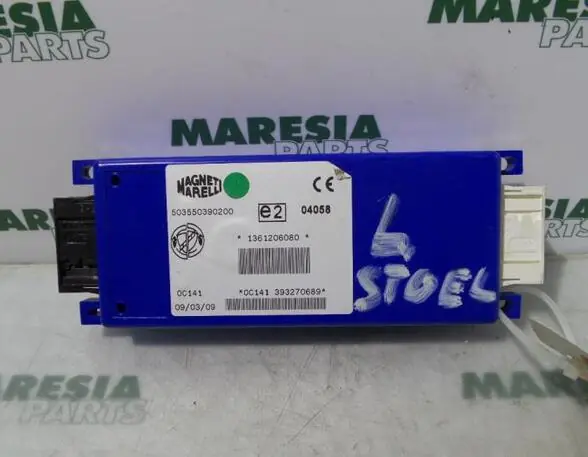 MARESIA
PARTS
MARESIA
PARTS
MARESIA
PARTS
MAGNETI
MARELLI
CE
503550390200
e2
04058
* 1361206080 *
0C141
*0C141 393270689*
09/03/09
L
STOEL
MARESIA
PARTS
MARESIA
PARTS